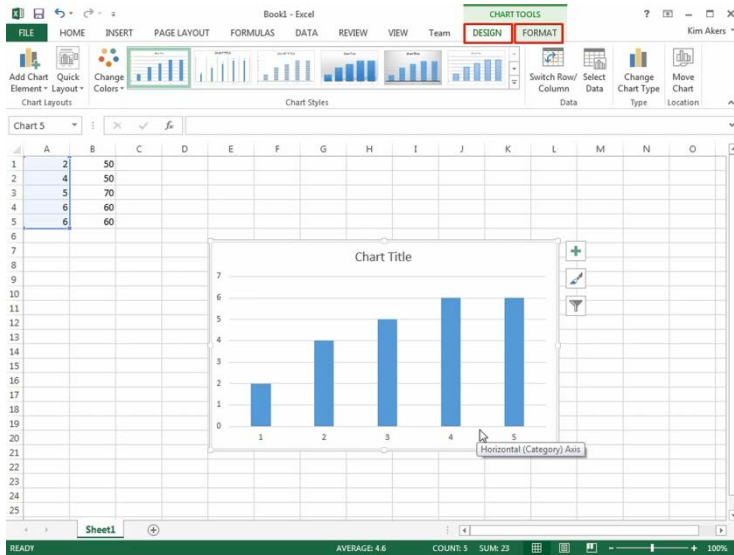 Book1 - Excel
CHART TOOLS
?
FILE HOME INSERT PAGE LAYOUT FORMULAS DATA REVIEW VIEW Team DESIGN FORMAT Kim Akers
Add Chart Element Quick Layout Change Colors Switch Row/ Column Select Data Change Chart Type Move Chart
Chart Layouts Chart Styles Data Type Location
Chart 5 fx
A B C D E F G H I J K L M N O
1 2 50
2 4 50
3 5 70
4 6 60
5 6 60
6
7
8
9
10
11
12
13
14
15
16
17
18
19
20
21
22
23
24
25
Chart Title
7
6
5
4
3
2
1
0
1 2 3 4 5
Horizontal (Category) Axis
Sheet1
READY AVERAGE: 4.6 COUNT: 5 SUM: 23 100%